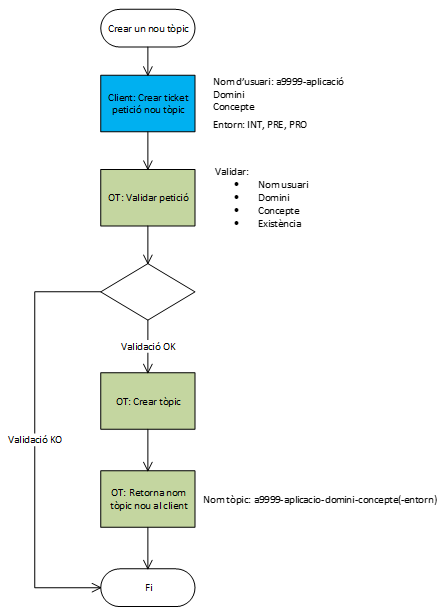 Crear un nou tòpic
Client: Crear ticket
petició nou tòpic
Nom d'usuari: a9999-aplicació
Domini
Concepte
Entorn: INT, PRE, PRO
OT: Validar petició
Validar:
• Nom usuari
• Domini
• Concepte
• Existència
Validació OK
OT: Crear tòpic
Validació KO
OT: Retorna nom
tòpic nou al client
Nom tòpic: a9999-aplicacio-domini-concepte(-entorn)
Fi